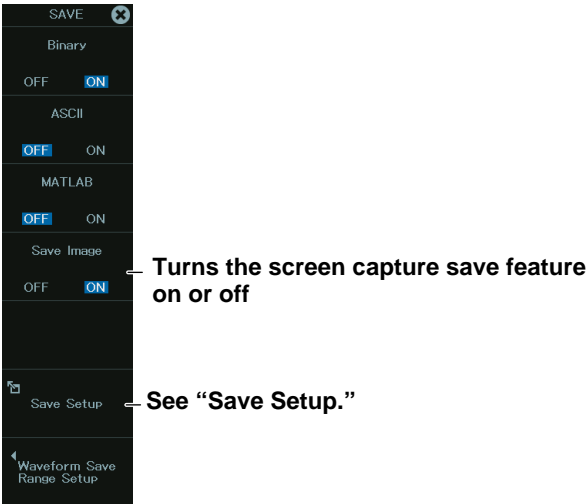 SAVE
Binary
OFF ON
ASCII
OFF ON
MATLAB
OFF ON
Save Image
OFF ON
Turns the screen capture save feature
on or off
Save Setup
See “Save Setup.”
Waveform Save
Range Setup